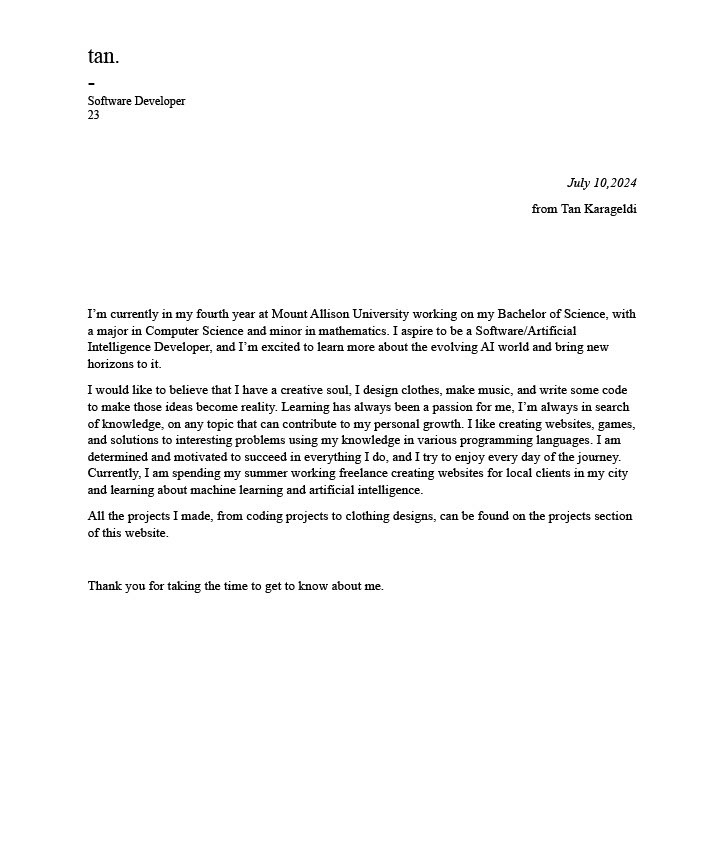 tan.
–
Software Developer
23
July 10,2024
from Tan Karageldi
I’m currently in my fourth year at Mount Allison University working on my Bachelor of Science, with
a major in Computer Science and minor in mathematics. I aspire to be a Software/Artificial
Intelligence Developer, and I’m excited to learn more about the evolving AI world and bring new
horizons to it.
I would like to believe that I have a creative soul, I design clothes, make music, and write some code
to make those ideas become reality. Learning has always been a passion for me, I’m always in search
of knowledge, on any topic that can contribute to my personal growth. I like creating websites, games,
and solutions to interesting problems using my knowledge in various programming languages. I am
determined and motivated to succeed in everything I do, and I try to enjoy every day of the journey.
Currently, I am spending my summer working freelance creating websites for local clients in my city
and learning about machine learning and artificial intelligence.
All the projects I made, from coding projects to clothing designs, can be found on the projects section
of this website.
Thank you for taking the time to get to know about me.